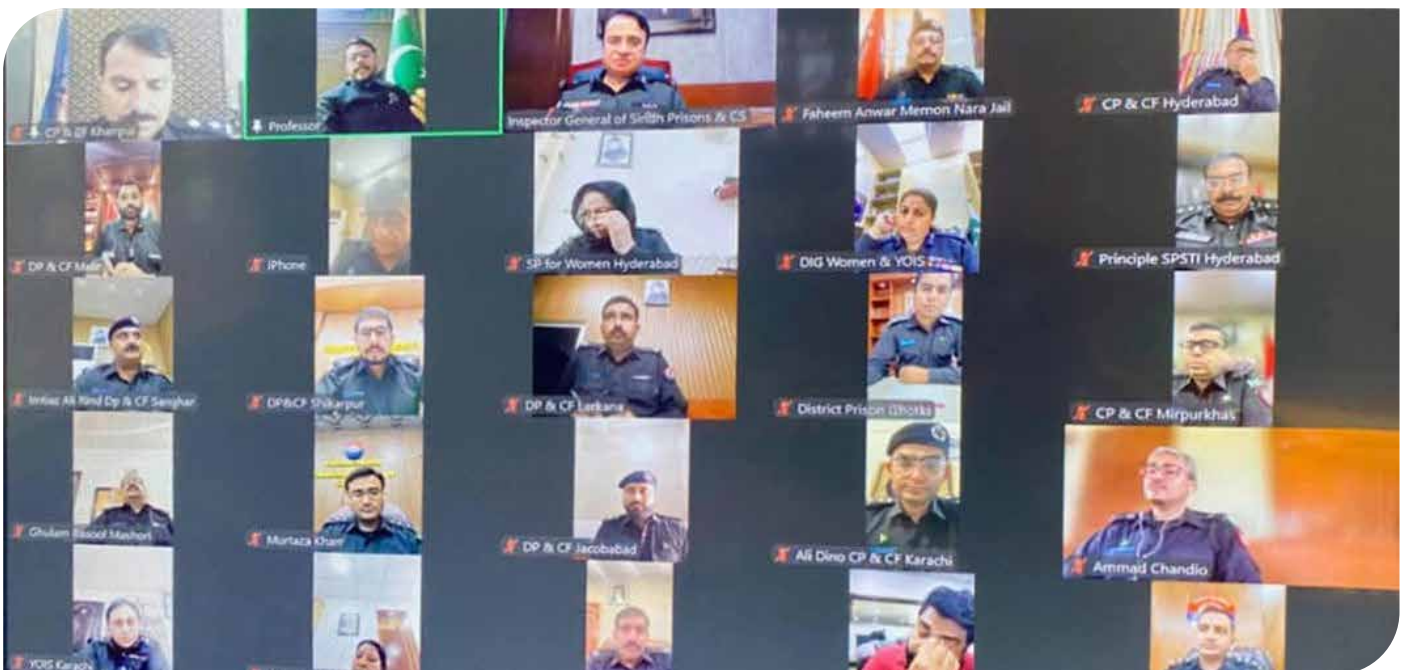 CP & CF Khairpur
Professor
Inspector General of Sindh Prisons & CS
Faheem Anwar Memon Nara Jail
CP & CF Hyderabad
DP & CF Malir
iPhone
SP for Women Hyderabad
DIG Women & YOIS
Principle SPSTI Hyderabad
Imtiaz Ali Rind Dp & CF Sanghar
DP&CF Shikarpur
DP & CF Larkana
District Prison Ghotki
CP & CF Mirpurkhas
Ghulam Rasool Mashori
Murtaza Khan
DP & CF Jacobabad
Ali Dino CP & CF Karachi
Ammad Chandio
YOIS Karachi